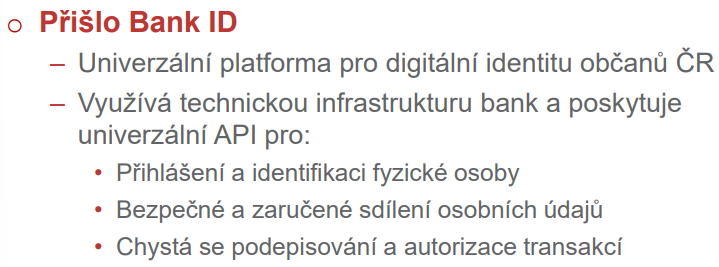 o Přišlo Bank ID
– Univerzální platforma pro digitální identitu občanů ČR
– Využívá technickou infrastrukturu bank a poskytuje
univerzální API pro:
• Přihlášení a identifikaci fyzické osoby
• Bezpečné a zaručené sdílení osobních údajů
• Chystá se podepisování a autorizace transakcí